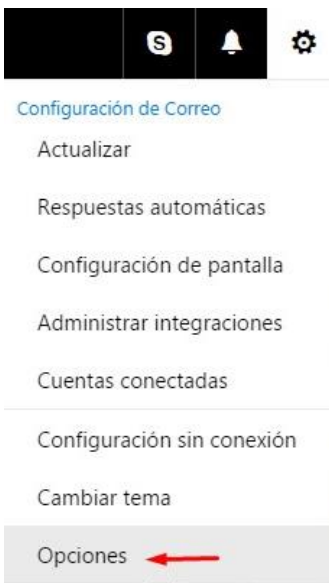 Configuración de Correo
Actualizar
Respuestas automáticas
Configuración de pantalla
Administrar integraciones
Cuentas conectadas
Configuración sin conexión
Cambiar tema
Opciones